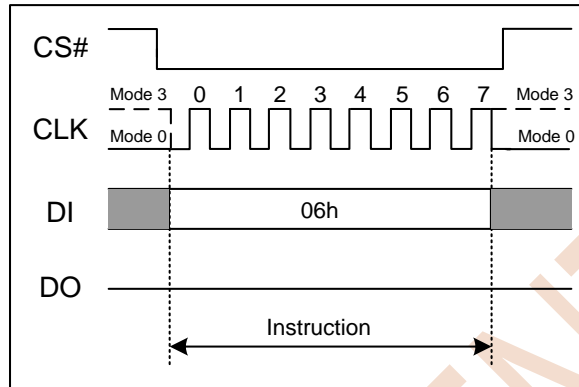 CS#
Mode 3 0 1 2 3 4 5 6 7 Mode 3
CLK
Mode 0 Mode 0
DI 06h
DO
Instruction